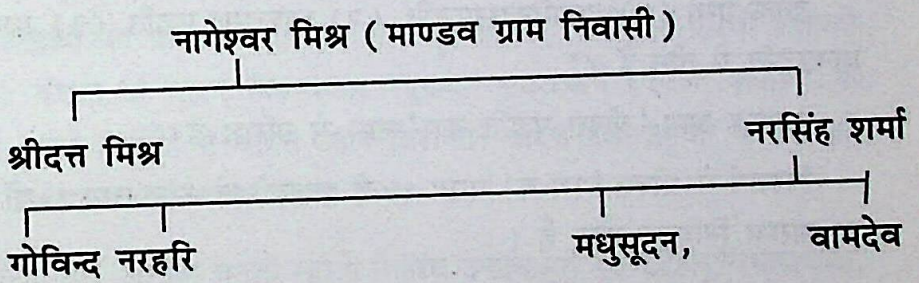 नागेश्वर मिश्र ( माण्डव ग्राम निवासी )
श्रीदत्त मिश्र नरसिंह शर्मा
गोविन्द नरहरि मधुसूदन, वामदेव